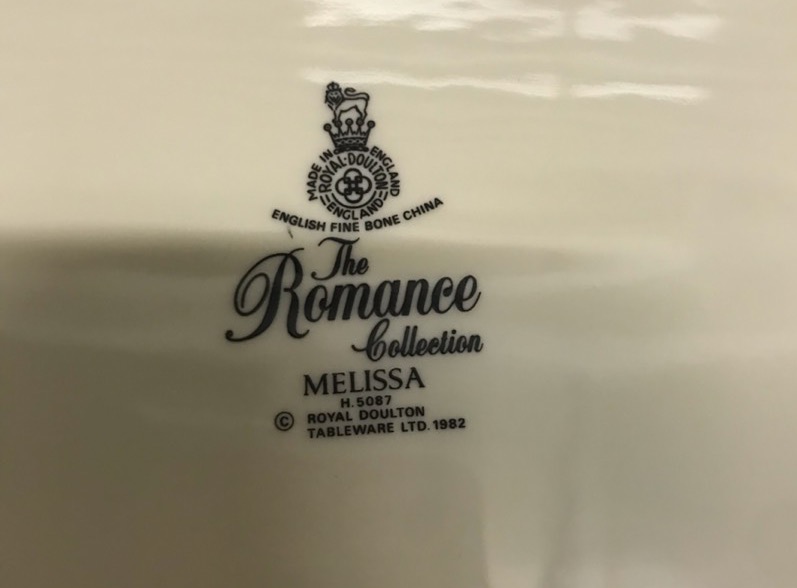 MADE IN ENGLAND
ROYAL·DOULTON
ENGLAND
ENGLISH FINE BONE CHINA
The
Romance
Collection
MELISSA
H.5087
© ROYAL DOULTON
TABLEWARE LTD. 1982